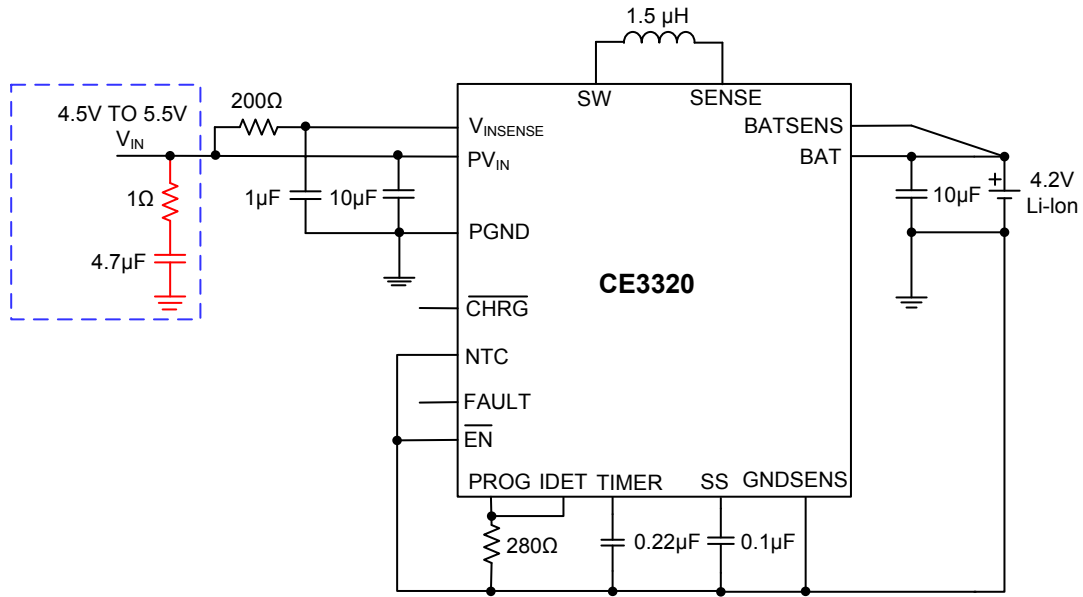 1.5 µH
SW
SENSE
4.5V TO 5.5V
VIN
200Ω
VINSENSE
PVIN
1Ω
4.7µF
1µF
10µF
PGND
CHRG
NTC
FAULT
EN
CE3320
BATSENS
BAT
10µF
+
4.2V
Li-Ion
PROG
IDET
TIMER
SS
GNDSENS
280Ω
0.22µF
0.1µF